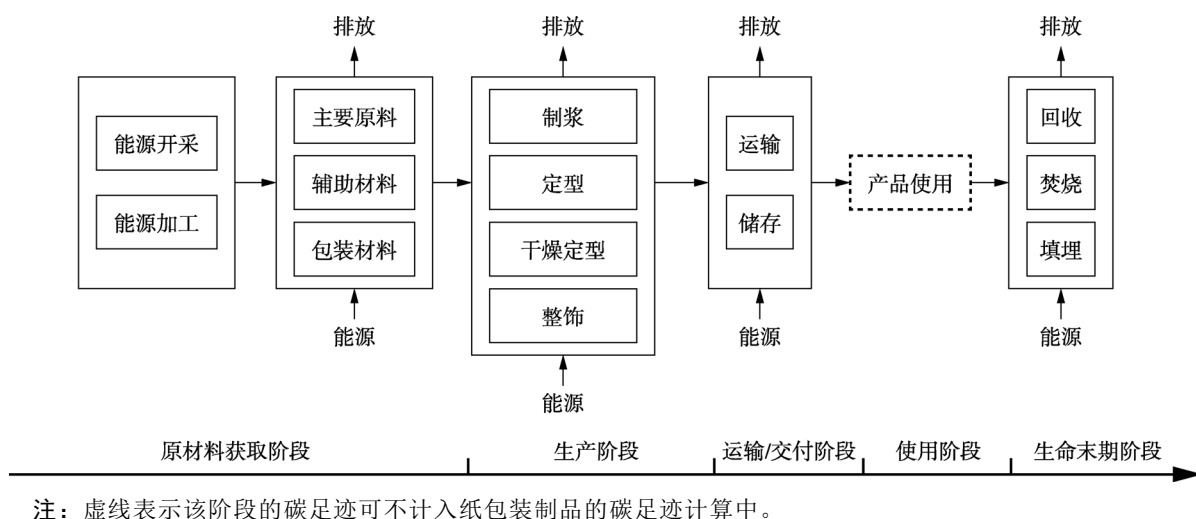 排放
排放
排放
排放
能源开采
能源加工
主要原料
辅助材料
包装材料
能源
制浆
定型
干燥定型
整饰
能源
运输
储存
能源
产品使用
回收
焚烧
填埋
能源
原材料获取阶段
生产阶段
运输/交付阶段
使用阶段
生命末期阶段
注：虚线表示该阶段的碳足迹可不计入纸包装制品的碳足迹计算中。